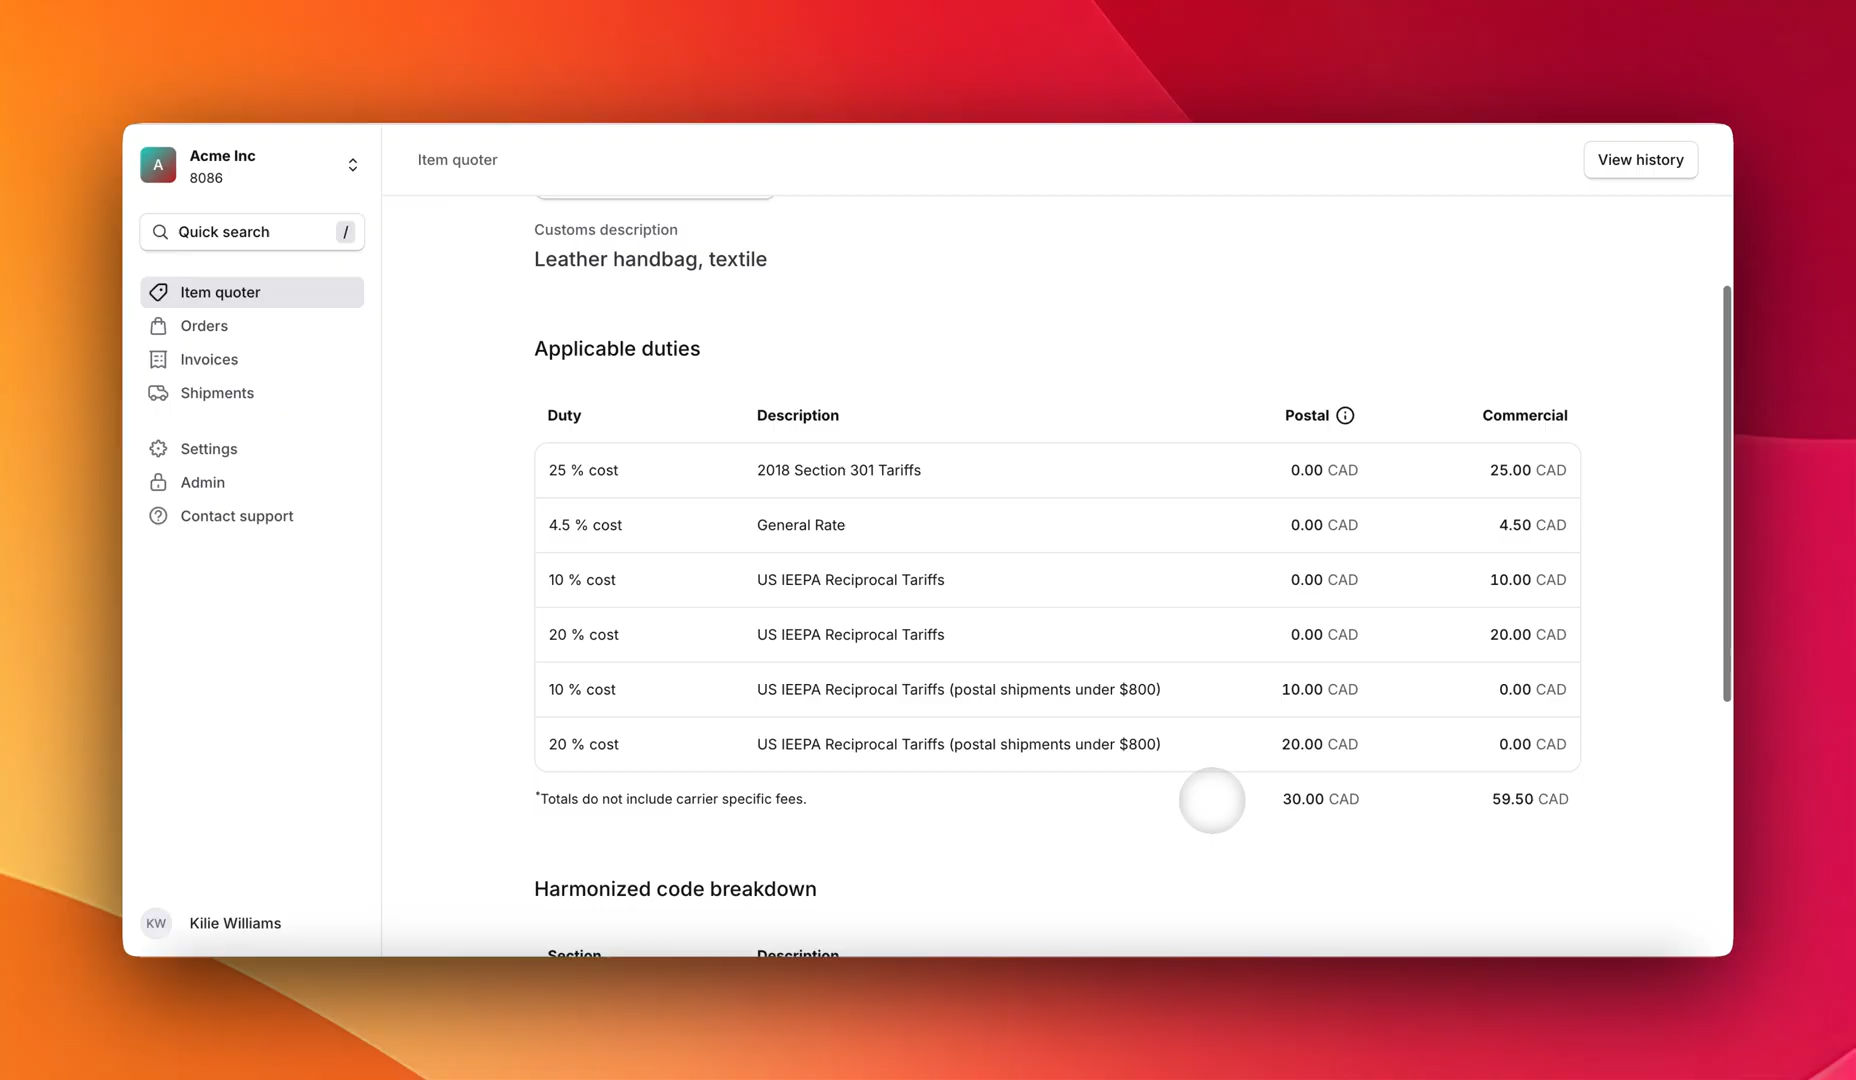 A
Acme Inc
8086
Quick search /
Item quoter
Orders
Invoices
Shipments
Settings
Admin
Contact support
KW Kilie Williams
Item quoter
View history
Customs description
Leather handbag, textile
Applicable duties
Duty Description Postal Commercial
25 % cost 2018 Section 301 Tariffs 0.00 CAD 25.00 CAD
4.5 % cost General Rate 0.00 CAD 4.50 CAD
10 % cost US IEEPA Reciprocal Tariffs 0.00 CAD 10.00 CAD
20 % cost US IEEPA Reciprocal Tariffs 0.00 CAD 20.00 CAD
10 % cost US IEEPA Reciprocal Tariffs (postal shipments under $800) 10.00 CAD 0.00 CAD
20 % cost US IEEPA Reciprocal Tariffs (postal shipments under $800) 20.00 CAD 0.00 CAD
*Totals do not include carrier specific fees. 30.00 CAD 59.50 CAD
Harmonized code breakdown
Section Description